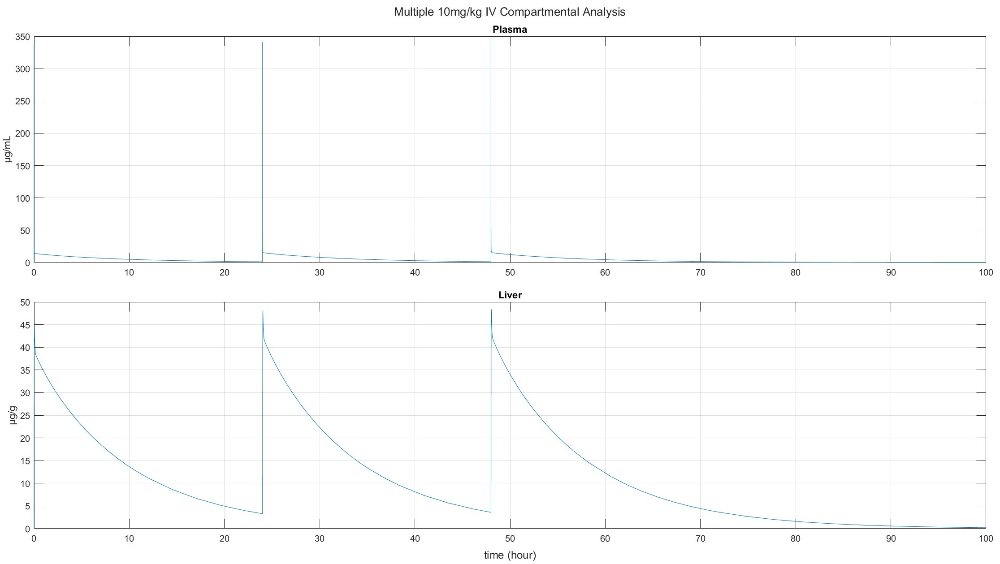 Multiple 10mg/kg IV Compartmental Analysis
Plasma
350
300
250
200
150
100
50
0
µg/mL
0 10 20 30 40 50 60 70 80 90 100
Liver
50
45
40
35
30
25
20
15
10
5
0
µg/g
0 10 20 30 40 50 60 70 80 90 100
time (hour)